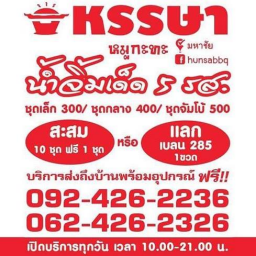 หรรษา
หมูกะทะ
มหาชัย
hunsabbq
น้ำจิ้มเด็ด 5 รส
ชุดเล็ก 300/ ชุดกลาง 400/ ชุดจัมโบ้ 500
สะสม
10 ชุด ฟรี 1 ชุด
หรือ
แลก
เบลน 285
1ขวด
บริการส่งถึงบ้านพร้อมอุปกรณ์ ฟรี!!
092-426-2236
062-426-2326
เปิดบริการทุกวัน เวลา 10.00-21.00 น.